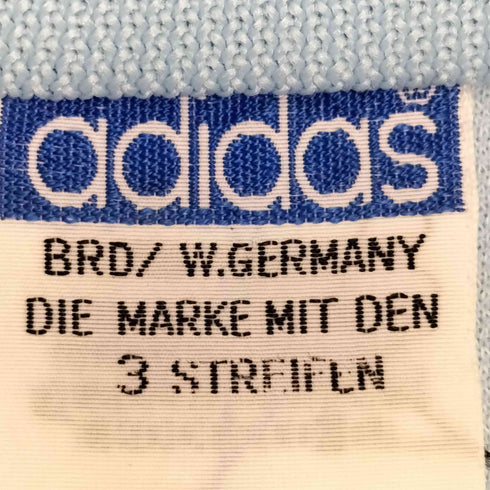 adidas®
BRD/ W.GERMANY
DIE MARKE MIT DEN
3 STREIFEN